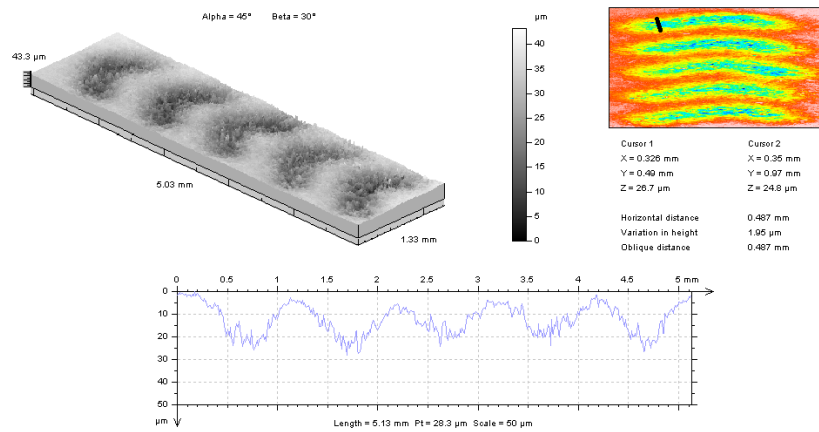 Alpha = 45° Beta = 30°
µm
40
35
30
25
20
15
10
5
0
43.3 µm
5.03 mm
1.33 mm
Cursor 1 Cursor 2
X = 0.326 mm X = 0.35 mm
Y = 0.49 mm Y = 0.97 mm
Z = 26.7 µm Z = 24.8 µm
Horizontal distance 0.487 mm
Variation in height 1.95 µm
Oblique distance 0.487 mm
0 0.5 1 1.5 2 2.5 3 3.5 4 4.5 5 mm
0
10
20
30
40
50
µm
Length = 5.13 mm Pt = 28.3 µm Scale = 50 µm